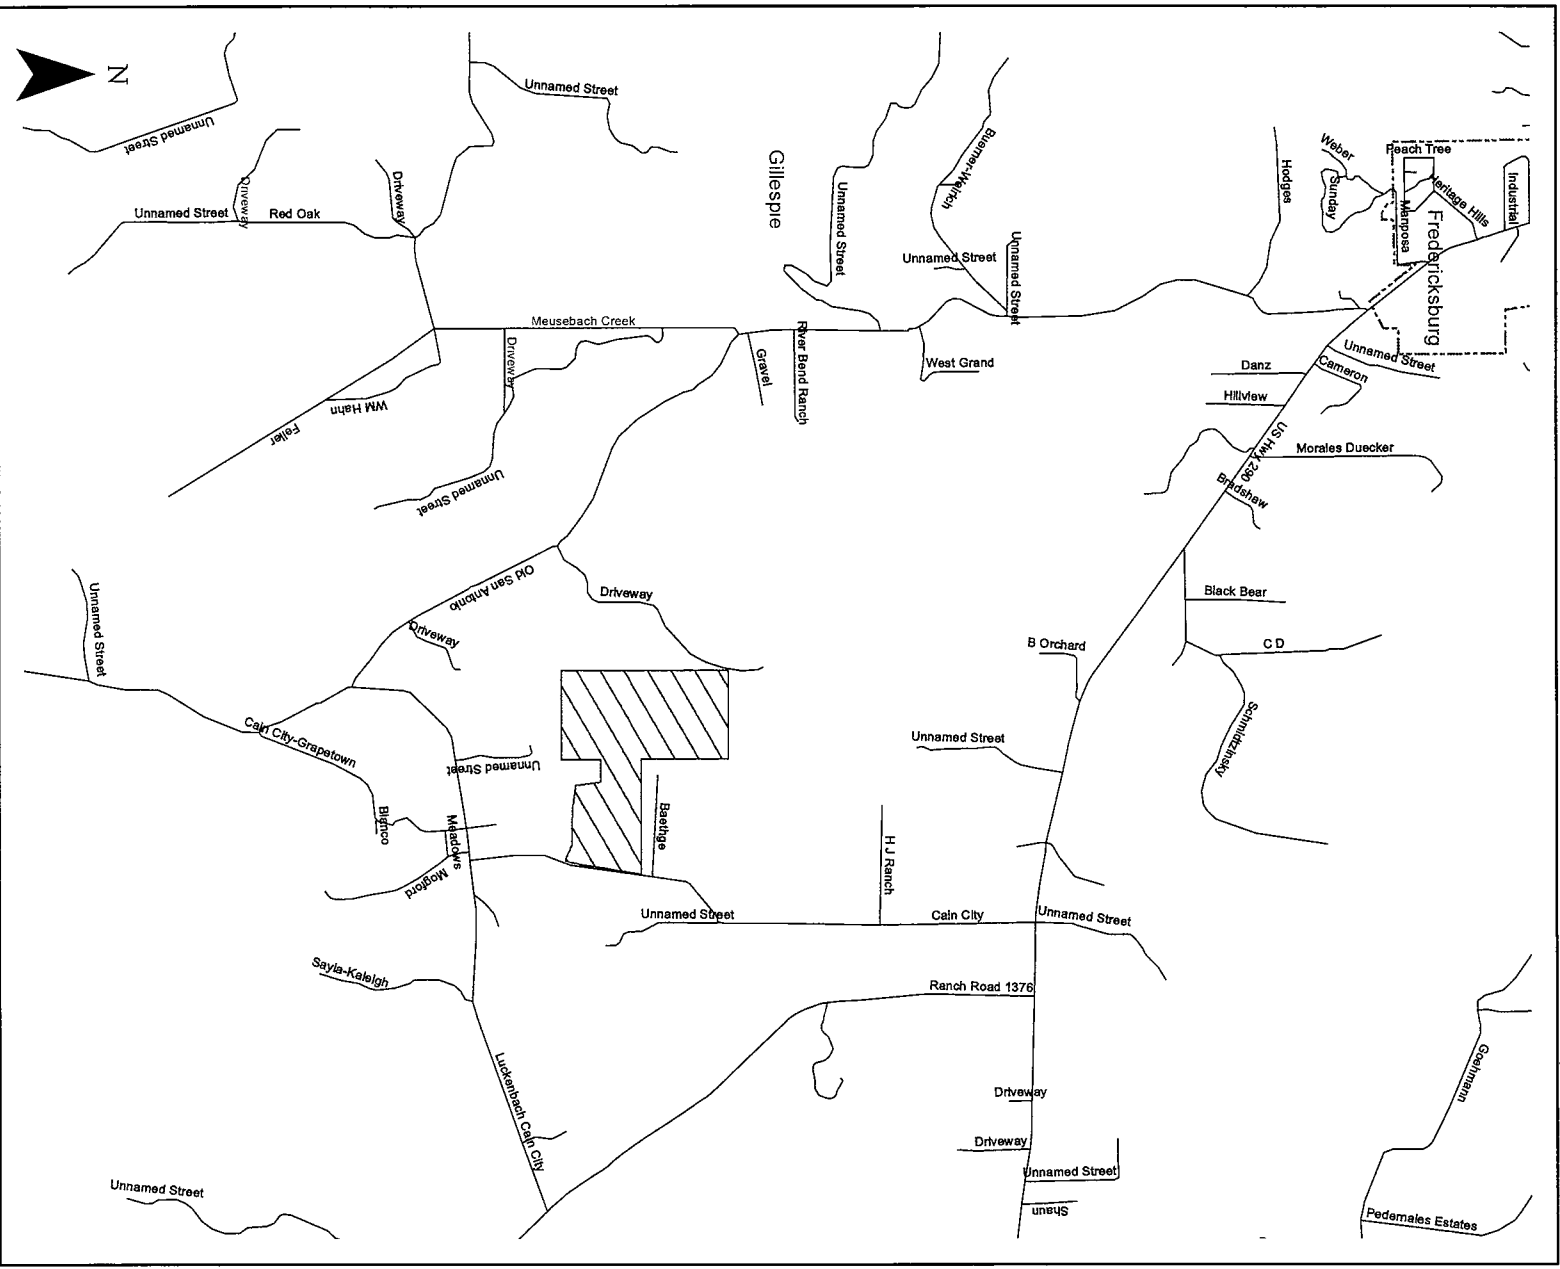 N
Unnamed Street
Unnamed Street
Driveway
Driveway
Unnamed Street
Red Oak
Gillespie
Unnamed Street
Buerner-Weirich
Unnamed Street
Unnamed Street
Hodges
Weber
Peach Tree
Sunday
Mariposa
Heritage Hills
Industrial
Fredericksburg
Meusebach Creek
Driveway
WM Hahn
Feller
Unnamed Street
Gravel
River Bend Ranch
West Grand
Unnamed Street
Cameron
Danz
Hillview
US Hwy 290
Morales Duecker
Bradshaw
Old San Antonio
Driveway
Driveway
Unnamed Street
Black Bear
B Orchard
C D
Schmidtzinsky
Unnamed Street
Cain City-Grapetown
Unnamed Street
Blanco
Meadows
Mogford
Baethge
H J Ranch
Unnamed Street
Cain City
Unnamed Street
Sayla-Kaleigh
Ranch Road 1376
Luckenbach Cain City
Driveway
Driveway
Unnamed Street
Shaun
Goehmann
Pedernales Estates
Unnamed Street